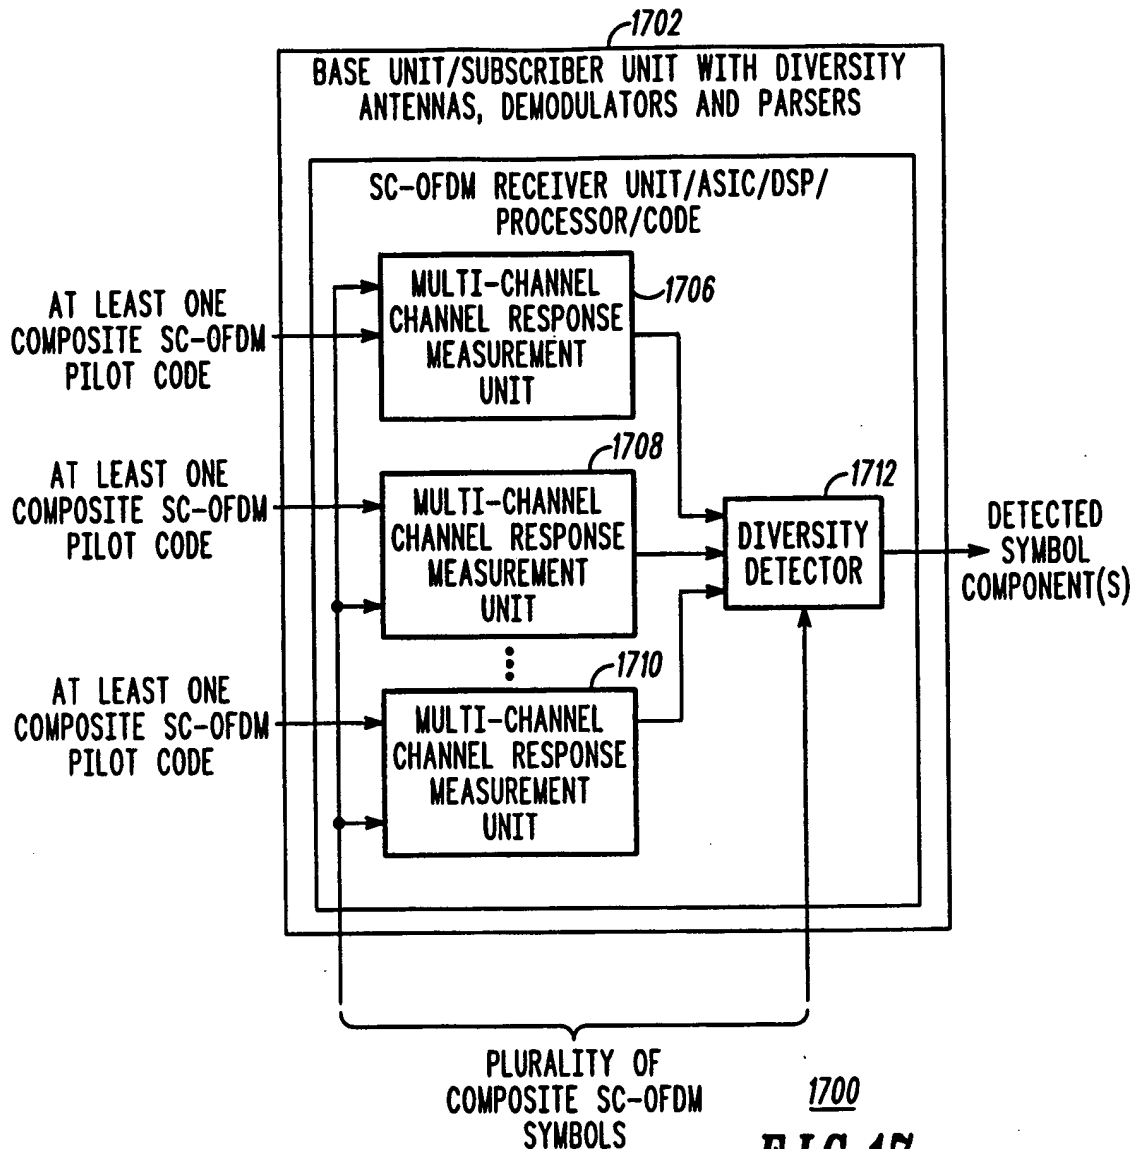 1702
BASE UNIT/SUBSCRIBER UNIT WITH DIVERSITY
ANTENNAS, DEMODULATORS AND PARSERS
SC-OFDM RECEIVER UNIT/ASIC/DSP/
PROCESSOR/CODE
AT LEAST ONE
COMPOSITE SC-OFDM
PILOT CODE
MULTI-CHANNEL
CHANNEL RESPONSE
MEASUREMENT
UNIT
1706
AT LEAST ONE
COMPOSITE SC-OFDM
PILOT CODE
1708
MULTI-CHANNEL
CHANNEL RESPONSE
MEASUREMENT
UNIT
1712
DIVERSITY
DETECTOR
DETECTED
SYMBOL
COMPONENT(S)
AT LEAST ONE
COMPOSITE SC-OFDM
PILOT CODE
1710
MULTI-CHANNEL
CHANNEL RESPONSE
MEASUREMENT
UNIT
PLURALITY OF
COMPOSITE SC-OFDM
SYMBOLS
1700